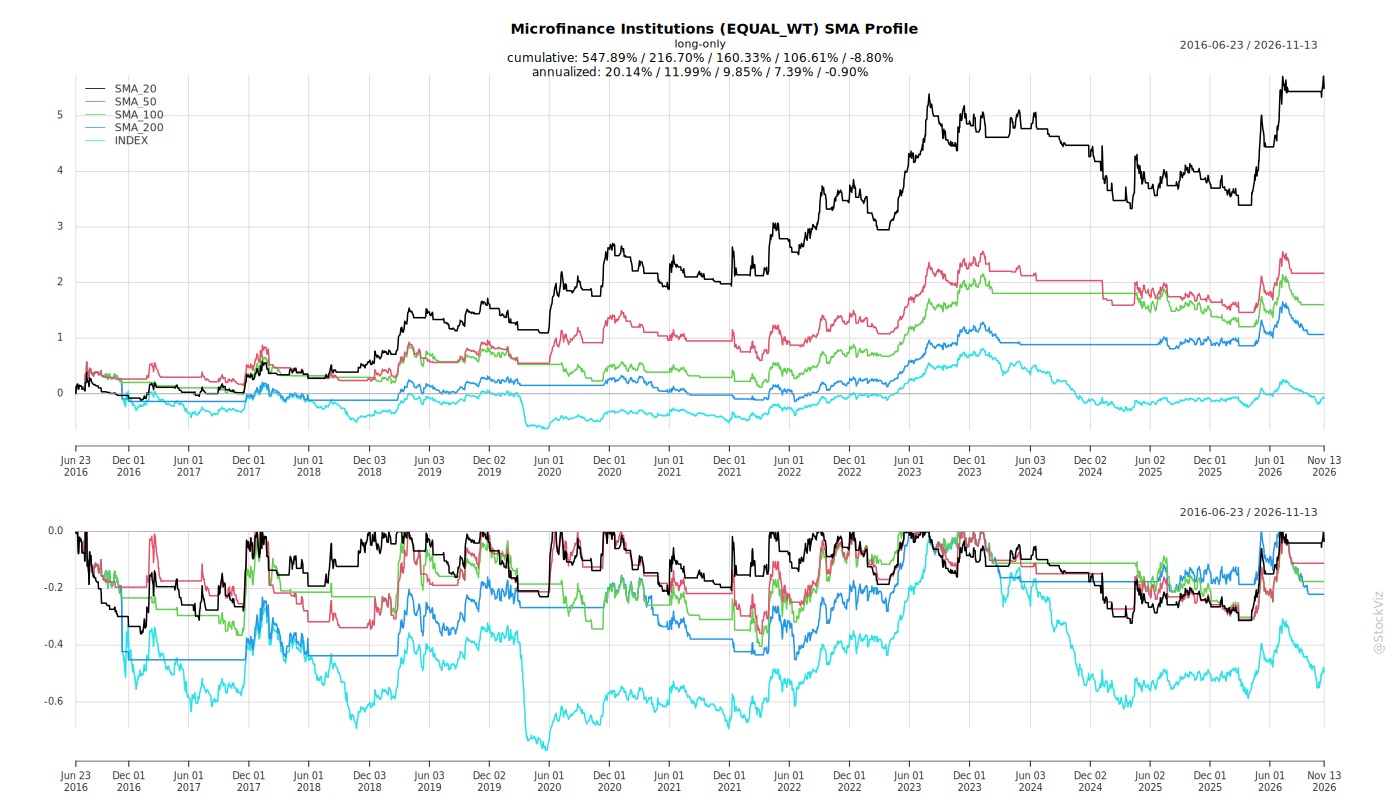 Microfinance Institutions (EQUAL_WT) SMA Profile
long-only
2016-06-23 / 2026-11-13
cumulative: 547.89% / 216.70% / 160.33% / 106.61% / -8.80%
annualized: 20.14% / 11.99% / 9.85% / 7.39% / -0.90%
SMA_20
SMA_50
SMA_100
SMA_200
INDEX
5
4
3
2
1
0
Jun 23 Dec 01 Jun 01 Dec 01 Jun 01 Dec 03 Jun 03 Dec 02 Jun 01 Dec 01 Jun 01 Dec 01 Jun 01 Dec 01 Jun 01 Dec 01 Jun 03 Dec 02 Jun 02 Dec 01 Jun 01 Nov 13
2016 2016 2017 2017 2018 2018 2019 2019 2020 2020 2021 2021 2022 2022 2023 2023 2024 2024 2025 2025 2026 2026
2016-06-23 / 2026-11-13
0.0
-0.2
-0.4
-0.6
Jun 23 Dec 01 Jun 01 Dec 01 Jun 01 Dec 03 Jun 03 Dec 02 Jun 01 Dec 01 Jun 01 Dec 01 Jun 01 Dec 01 Jun 01 Dec 01 Jun 03 Dec 02 Jun 02 Dec 01 Jun 01 Nov 13
2016 2016 2017 2017 2018 2018 2019 2019 2020 2020 2021 2021 2022 2022 2023 2023 2024 2024 2025 2025 2026 2026
@StockViz